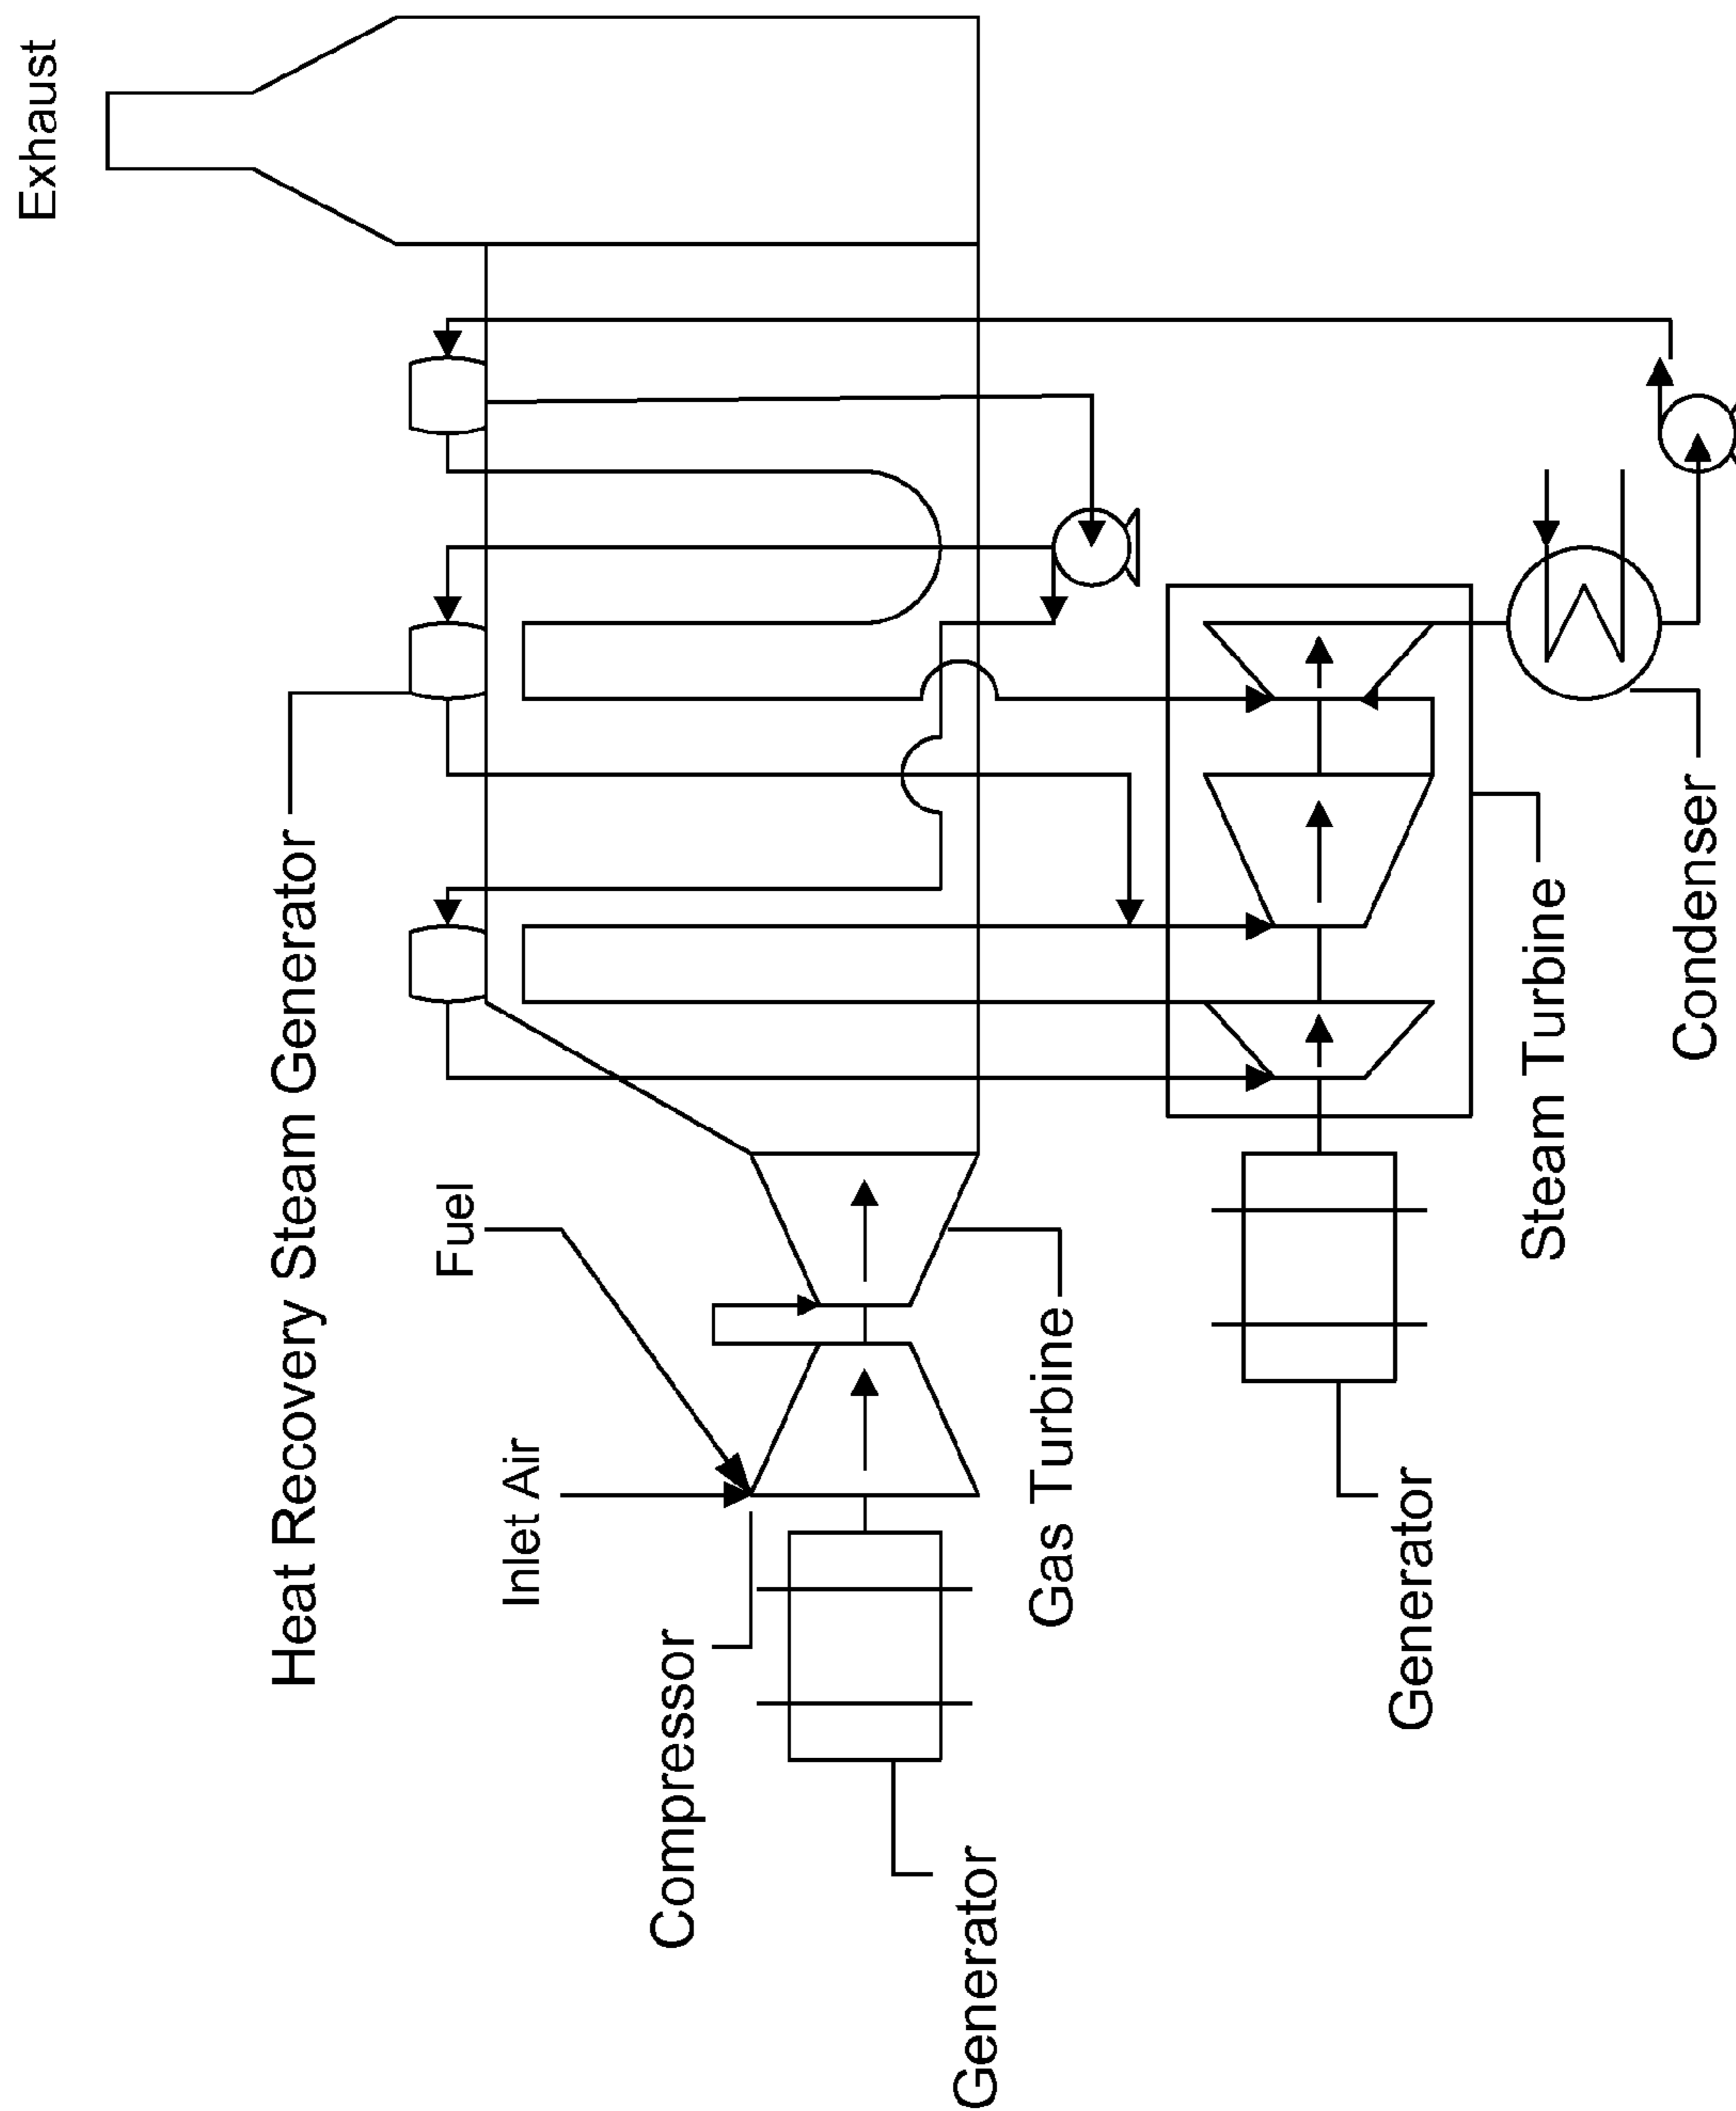 Exhaust
Heat Recovery Steam Generator
Fuel
Inlet Air
Compressor
Generator
Gas Turbine
Generator
Steam Turbine
Condenser